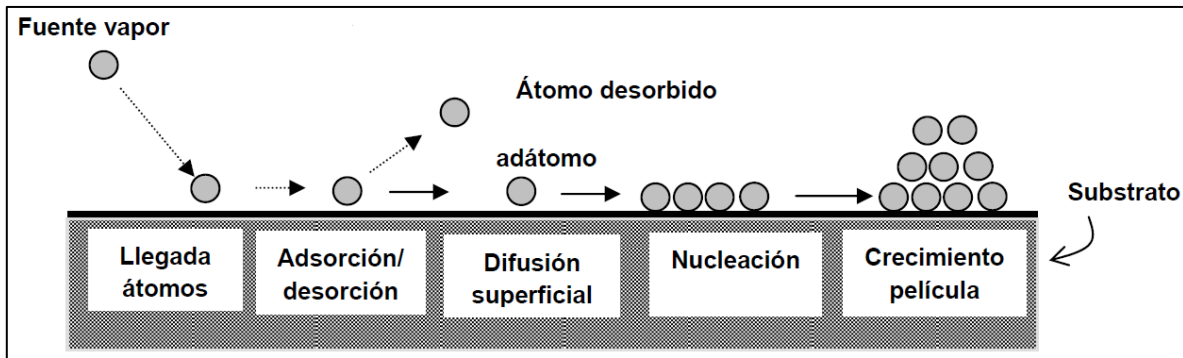 Fuente vapor
Átomo desorbido
adátomo
Substrato
Llegada
átomos
Adsorción/
desorción
Difusión
superficial
Nucleación
Crecimiento
película